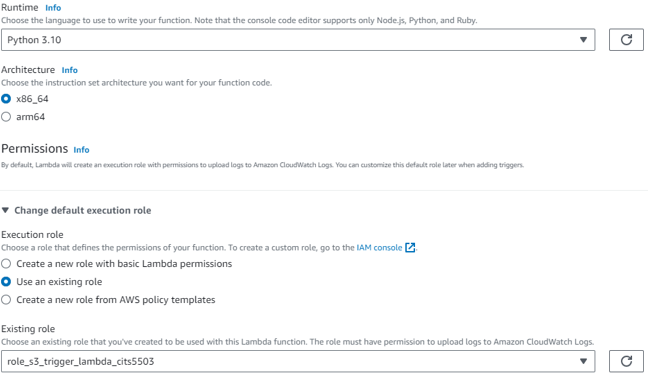 Runtime Info
Choose the language to use to write your function. Note that the console code editor supports only Node.js, Python, and Ruby.
Python 3.10
Architecture Info
Choose the instruction set architecture you want for your function code.
x86_64
arm64
Permissions Info
By default, Lambda will create an execution role with permissions to upload logs to Amazon CloudWatch Logs. You can customize this default role later when adding triggers.
Change default execution role
Execution role
Choose a role that defines the permissions of your function. To create a custom role, go to the IAM console.
Create a new role with basic Lambda permissions
Use an existing role
Create a new role from AWS policy templates
Existing role
Choose an existing role that you've created to be used with this Lambda function. The role must have permission to upload logs to Amazon CloudWatch Logs.
role_s3_trigger_lambda_cits5503